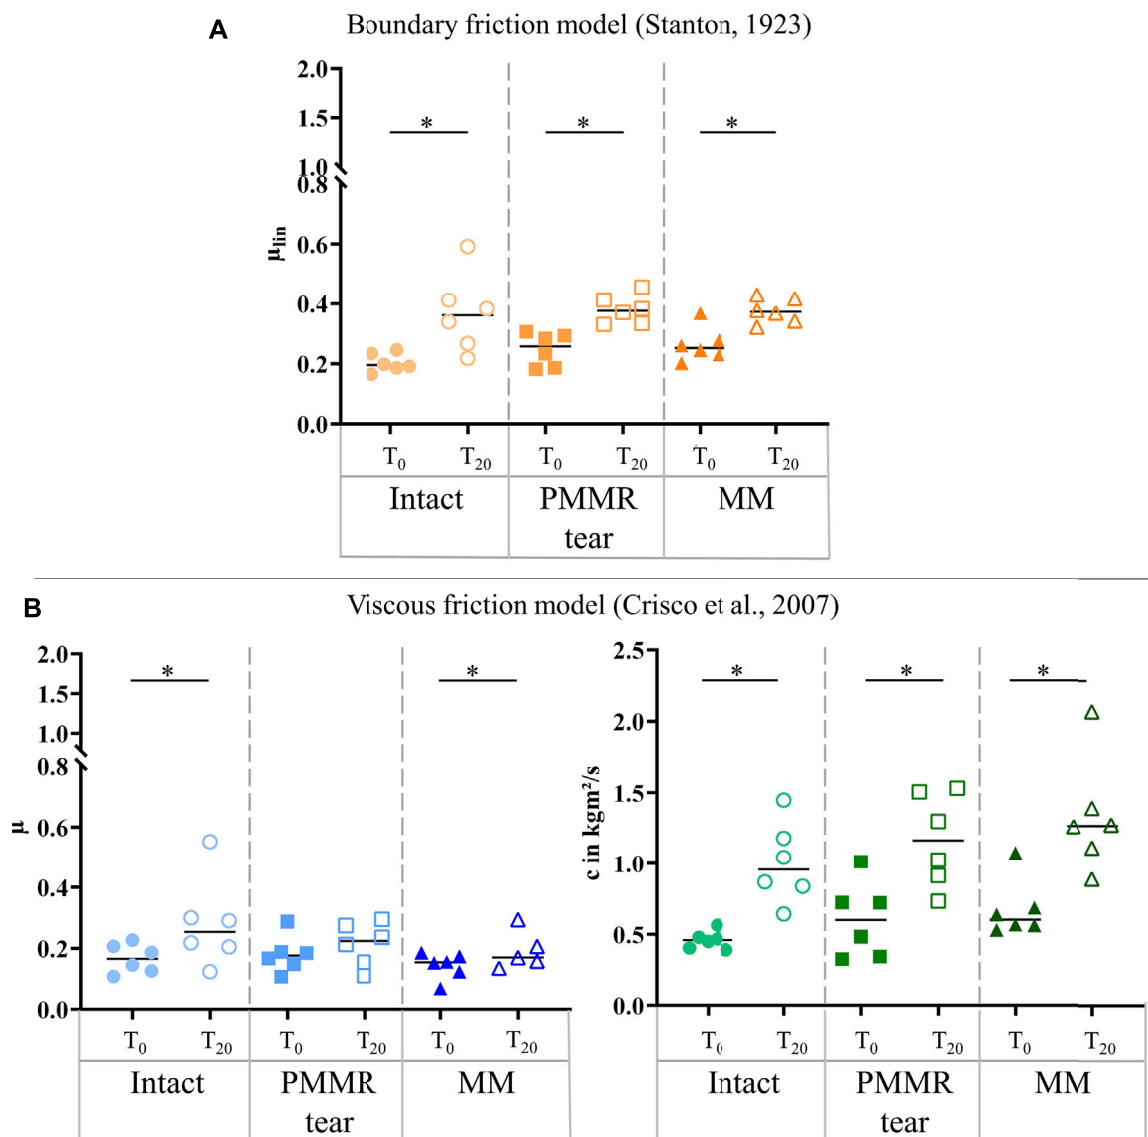 A Boundary friction model (Stanton, 1923)
2.0
1.5
* * *
1.0
0.8
0.6
μlin
0.4
0.2
0.0
T0 T20 T0 T20 T0 T20
Intact PMMR MM
tear
B Viscous friction model (Crisco et al., 2007)
2.0
* *
1.5
1.0
0.8
μ
0.6
0.4
0.2
0.0
T0 T20 T0 T20 T0 T20
Intact PMMR MM
tear
2.5
* * *
2.0
1.5
c in kgm²/s
1.0
0.5
0.0
T0 T20 T0 T20 T0 T20
Intact PMMR MM
tear